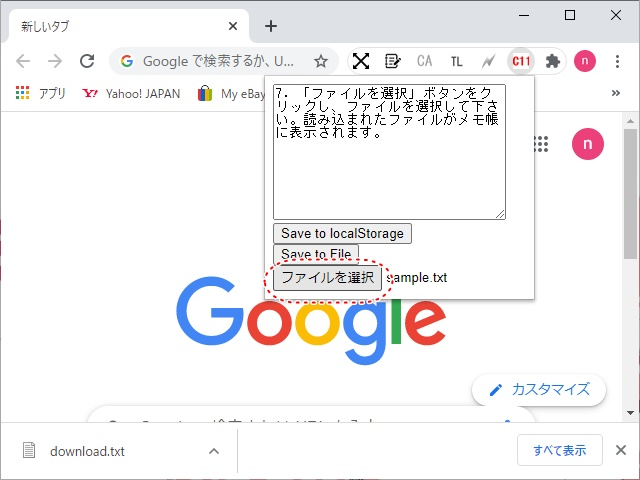 新しいタブ
Google で検索するか、U...
CA
TL
C11
n
アプリ
Yahoo! JAPAN
My eBay
»
7. 「ファイルを選択」ボタンをク
リックし、ファイルを選択して下さ
い。読み込まれたファイルがメモ帳
に表示されます。
n
Save to localStorage
Save to File
ファイルを選択 sample.txt
Google
カスタマイズ
download.txt
すべて表示